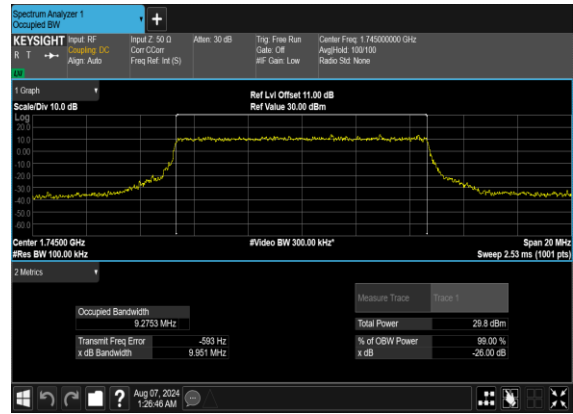 Spectrum Analyzer 1
Occupied BW
KEYSIGHT
R T
LV
Input: RF
Coupling: DC
Align: Auto
Input Z: 50 Ω
Corr CCorr
Freq Ref: Int (S)
Atten: 30 dB
Trig: Free Run
Gate: Off
#IF Gain: Low
Center Freq: 1.745000000 GHz
Avg|Hold: 100/100
Radio Std: None
1 Graph
Scale/Div 10.0 dB
Ref Lvl Offset 11.00 dB
Ref Value 30.00 dBm
Log
20.0
10.0
0.00
-10.0
-20.0
-30.0
-40.0
-50.0
-60.0
Center 1.74500 GHz
#Res BW 100.00 kHz
#Video BW 300.00 kHz*
Span 20 MHz
Sweep 2.53 ms (1001 pts)
2 Metrics
Measure Trace Trace 1
Occupied Bandwidth
9.2753 MHz
Total Power 29.8 dBm
Transmit Freq Error -593 Hz
x dB Bandwidth 9.951 MHz
% of OBW Power 99.00 %
x dB -26.00 dB
Aug 07, 2024
1:26:46 AM